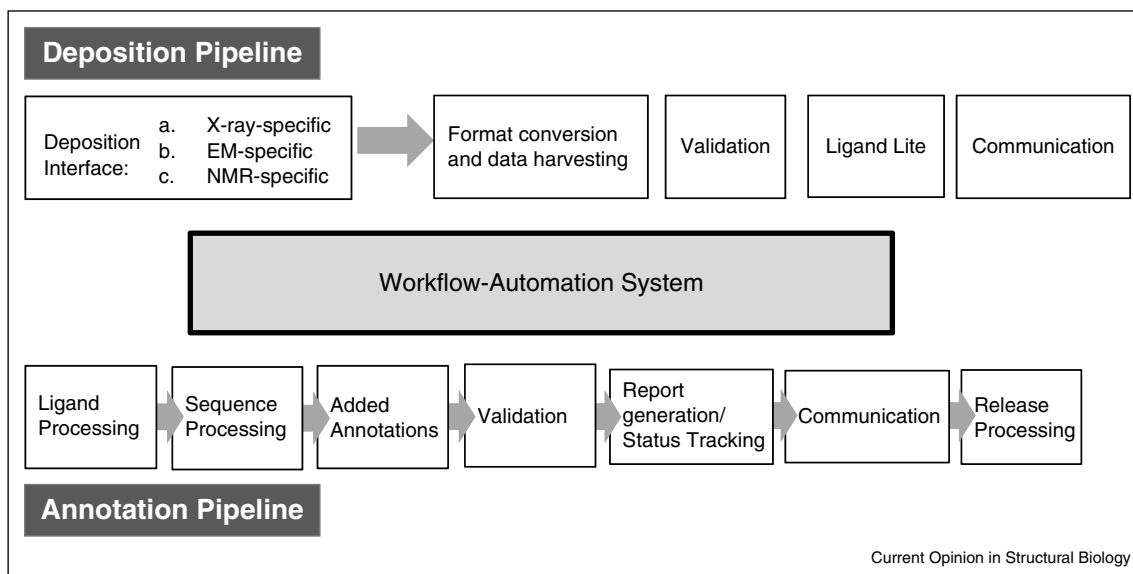 Deposition Pipeline
Deposition
Interface:
a. X-ray-specific
b. EM-specific
c. NMR-specific
Format conversion
and data harvesting
Validation
Ligand Lite
Communication
Workflow-Automation System
Ligand
Processing
Sequence
Processing
Added
Annotations
Validation
Report
generation/
Status Tracking
Communication
Release
Processing
Annotation Pipeline
Current Opinion in Structural Biology